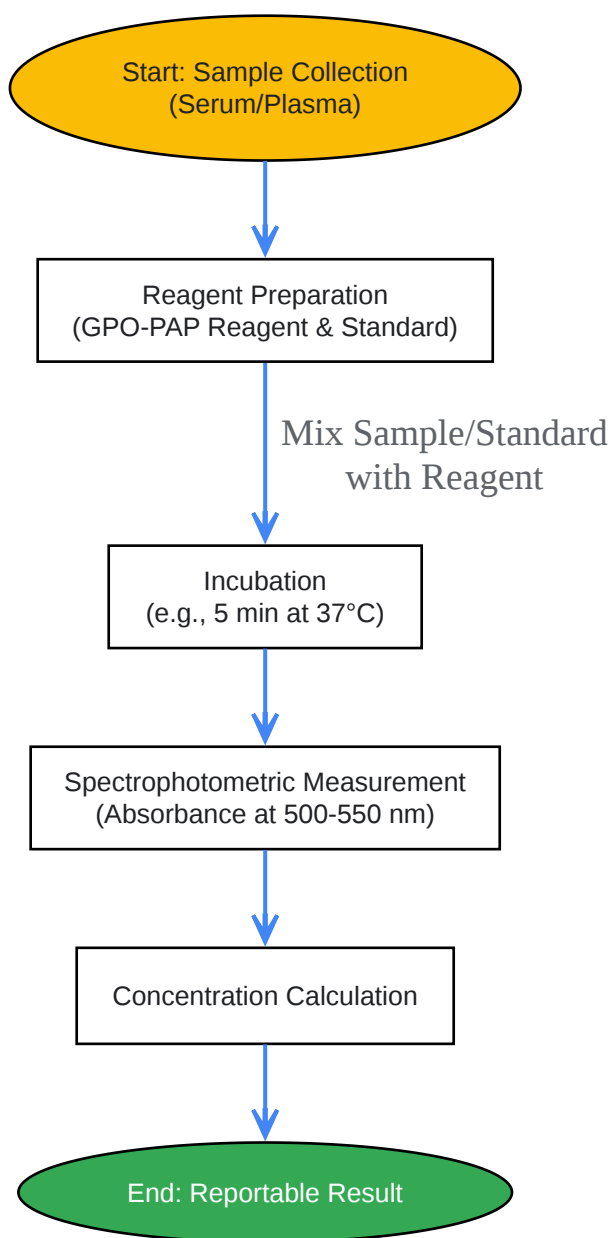 Start: Sample Collection
(Serum/Plasma)
Reagent Preparation
(GPO-PAP Reagent & Standard)
Mix Sample/Standard
with Reagent
Incubation
(e.g., 5 min at 37°C)
Spectrophotometric Measurement
(Absorbance at 500-550 nm)
Concentration Calculation
End: Reportable Result